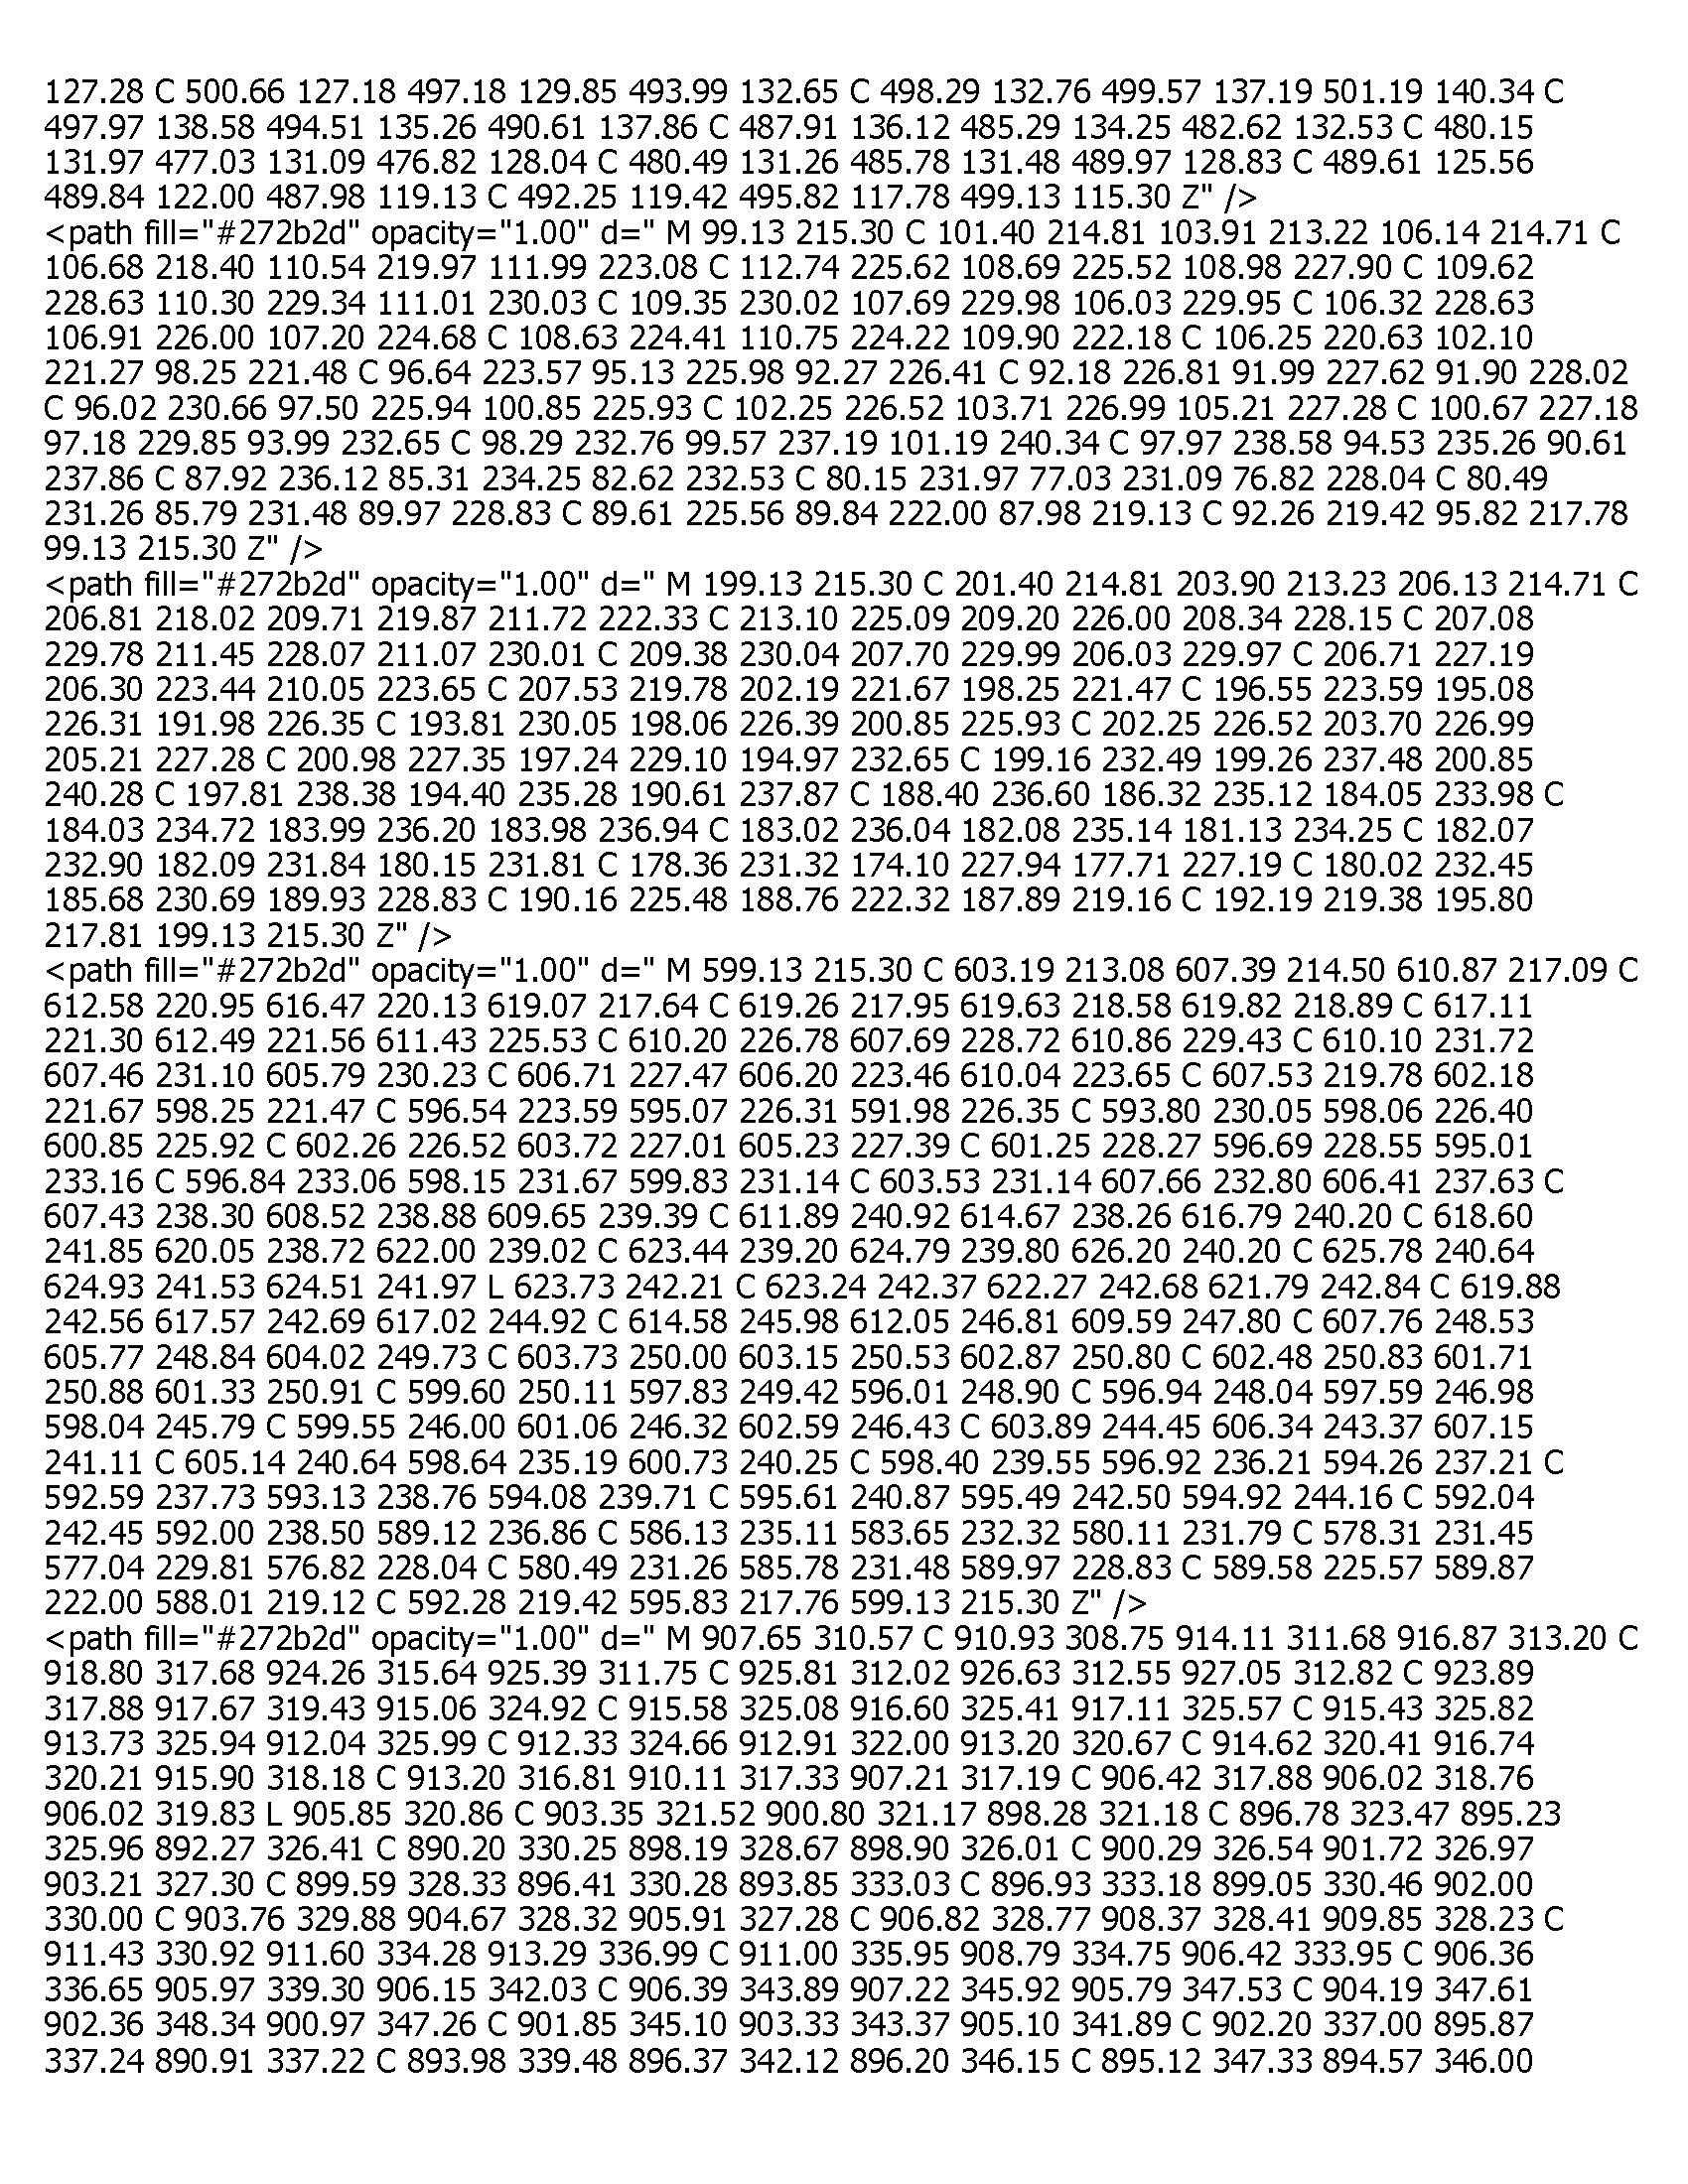 127.28 C 500.66 127.18 497.18 129.85 493.99 132.65 C 498.29 132.76 499.57 137.19 501.19 140.34 C
497.97 138.58 494.51 135.26 490.61 137.86 C 487.91 136.12 485.29 134.25 482.62 132.53 C 480.15
131.97 477.03 131.09 476.82 128.04 C 480.49 131.26 485.78 131.48 489.97 128.83 C 489.61 125.56
489.84 122.00 487.98 119.13 C 492.25 119.42 495.82 117.78 499.13 115.30 Z" />
<path fill="#272b2d" opacity="1.00" d=" M 99.13 215.30 C 101.40 214.81 103.91 213.22 106.14 214.71 C
106.68 218.40 110.54 219.97 111.99 223.08 C 112.74 225.62 108.69 225.52 108.98 227.90 C 109.62
228.63 110.30 229.34 111.01 230.03 C 109.35 230.02 107.69 229.98 106.03 229.95 C 106.32 228.63
106.91 226.00 107.20 224.68 C 108.63 224.41 110.75 224.22 109.90 222.18 C 106.25 220.63 102.10
221.27 98.25 221.48 C 96.64 223.57 95.13 225.98 92.27 226.41 C 92.18 226.81 91.99 227.62 91.90 228.02
C 96.02 230.66 97.50 225.94 100.85 225.93 C 102.25 226.52 103.71 226.99 105.21 227.28 C 100.67 227.18
97.18 229.85 93.99 232.65 C 98.29 232.76 99.57 237.19 101.19 240.34 C 97.97 238.58 94.53 235.26 90.61
237.86 C 87.92 236.12 85.31 234.25 82.62 232.53 C 80.15 231.97 77.03 231.09 76.82 228.04 C 80.49
231.26 85.79 231.48 89.97 228.83 C 89.61 225.56 89.84 222.00 87.98 219.13 C 92.26 219.42 95.82 217.78
99.13 215.30 Z" />
<path fill="#272b2d" opacity="1.00" d=" M 199.13 215.30 C 201.40 214.81 203.90 213.23 206.13 214.71 C
206.81 218.02 209.71 219.87 211.72 222.33 C 213.10 225.09 209.20 226.00 208.34 228.15 C 207.08
229.78 211.45 228.07 211.07 230.01 C 209.38 230.04 207.70 229.99 206.03 229.97 C 206.71 227.19
206.30 223.44 210.05 223.65 C 207.53 219.78 202.19 221.67 198.25 221.47 C 196.55 223.59 195.08
226.31 191.98 226.35 C 193.81 230.05 198.06 226.39 200.85 225.93 C 202.25 226.52 203.70 226.99
205.21 227.28 C 200.98 227.35 197.24 229.10 194.97 232.65 C 199.16 232.49 199.26 237.48 200.85
240.28 C 197.81 238.38 194.40 235.28 190.61 237.87 C 188.40 236.60 186.32 235.12 184.05 233.98 C
184.03 234.72 183.99 236.20 183.98 236.94 C 183.02 236.04 182.08 235.14 181.13 234.25 C 182.07
232.90 182.09 231.84 180.15 231.81 C 178.36 231.32 174.10 227.94 177.71 227.19 C 180.02 232.45
185.68 230.69 189.93 228.83 C 190.16 225.48 188.76 222.32 187.89 219.16 C 192.19 219.38 195.80
217.81 199.13 215.30 Z" />
<path fill="#272b2d" opacity="1.00" d=" M 599.13 215.30 C 603.19 213.08 607.39 214.50 610.87 217.09 C
612.58 220.95 616.47 220.13 619.07 217.64 C 619.26 217.95 619.63 218.58 619.82 218.89 C 617.11
221.30 612.49 221.56 611.43 225.53 C 610.20 226.78 607.69 228.72 610.86 229.43 C 610.10 231.72
607.46 231.10 605.79 230.23 C 606.71 227.47 606.20 223.46 610.04 223.65 C 607.53 219.78 602.18
221.67 598.25 221.47 C 596.54 223.59 595.07 226.31 591.98 226.35 C 593.80 230.05 598.06 226.40
600.85 225.92 C 602.26 226.52 603.72 227.01 605.23 227.39 C 601.25 228.27 596.69 228.55 595.01
233.16 C 596.84 233.06 598.15 231.67 599.83 231.14 C 603.53 231.14 607.66 232.80 606.41 237.63 C
607.43 238.30 608.52 238.88 609.65 239.39 C 611.89 240.92 614.67 238.26 616.79 240.20 C 618.60
241.85 620.05 238.72 622.00 239.02 C 623.44 239.20 624.79 239.80 626.20 240.20 C 625.78 240.64
624.93 241.53 624.51 241.97 L 623.73 242.21 C 623.24 242.37 622.27 242.68 621.79 242.84 C 619.88
242.56 617.57 242.69 617.02 244.92 C 614.58 245.98 612.05 246.81 609.59 247.80 C 607.76 248.53
605.77 248.84 604.02 249.73 C 603.73 250.00 603.15 250.53 602.87 250.80 C 602.48 250.83 601.71
250.88 601.33 250.91 C 599.60 250.11 597.83 249.42 596.01 248.90 C 596.94 248.04 597.59 246.98
598.04 245.79 C 599.55 246.00 601.06 246.32 602.59 246.43 C 603.89 244.45 606.34 243.37 607.15
241.11 C 605.14 240.64 598.64 235.19 600.73 240.25 C 598.40 239.55 596.92 236.21 594.26 237.21 C
592.59 237.73 593.13 238.76 594.08 239.71 C 595.61 240.87 595.49 242.50 594.92 244.16 C 592.04
242.45 592.00 238.50 589.12 236.86 C 586.13 235.11 583.65 232.32 580.11 231.79 C 578.31 231.45
577.04 229.81 576.82 228.04 C 580.49 231.26 585.78 231.48 589.97 228.83 C 589.58 225.57 589.87
222.00 588.01 219.12 C 592.28 219.42 595.83 217.76 599.13 215.30 Z" />
<path fill="#272b2d" opacity="1.00" d=" M 907.65 310.57 C 910.93 308.75 914.11 311.68 916.87 313.20 C
918.80 317.68 924.26 315.64 925.39 311.75 C 925.81 312.02 926.63 312.55 927.05 312.82 C 923.89
317.88 917.67 319.43 915.06 324.92 C 915.58 325.08 916.60 325.41 917.11 325.57 C 915.43 325.82
913.73 325.94 912.04 325.99 C 912.33 324.66 912.91 322.00 913.20 320.67 C 914.62 320.41 916.74
320.21 915.90 318.18 C 913.20 316.81 910.11 317.33 907.21 317.19 C 906.42 317.88 906.02 318.76
906.02 319.83 L 905.85 320.86 C 903.35 321.52 900.80 321.17 898.28 321.18 C 896.78 323.47 895.23
325.96 892.27 326.41 C 890.20 330.25 898.19 328.67 898.90 326.01 C 900.29 326.54 901.72 326.97
903.21 327.30 C 899.59 328.33 896.41 330.28 893.85 333.03 C 896.93 333.18 899.05 330.46 902.00
330.00 C 903.76 329.88 904.67 328.32 905.91 327.28 C 906.82 328.77 908.37 328.41 909.85 328.23 C
911.43 330.92 911.60 334.28 913.29 336.99 C 911.00 335.95 908.79 334.75 906.42 333.95 C 906.36
336.65 905.97 339.30 906.15 342.03 C 906.39 343.89 907.22 345.92 905.79 347.53 C 904.19 347.61
902.36 348.34 900.97 347.26 C 901.85 345.10 903.33 343.37 905.10 341.89 C 902.20 337.00 895.87
337.24 890.91 337.22 C 893.98 339.48 896.37 342.12 896.20 346.15 C 895.12 347.33 894.57 346.00